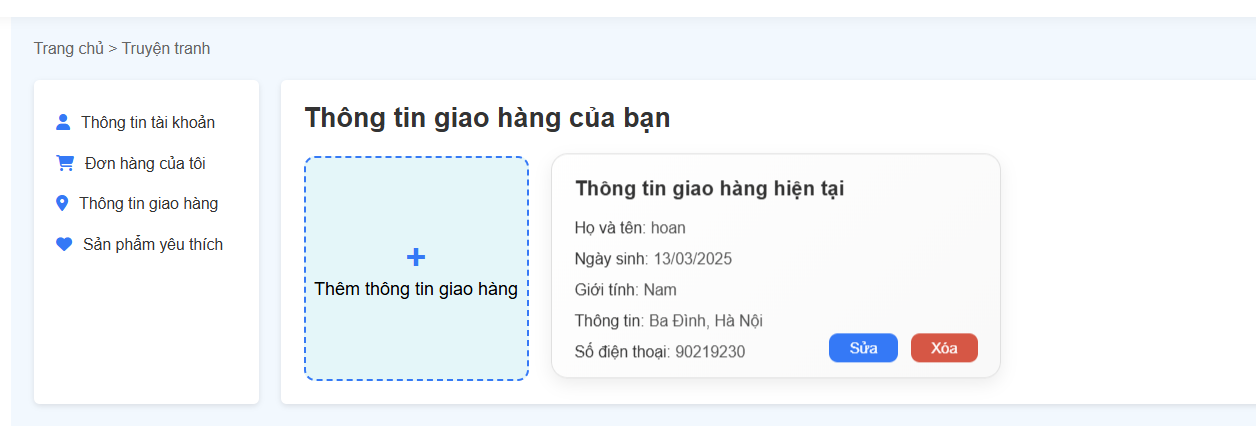 Trang chủ > Truyện tranh
Thông tin tài khoản
Đơn hàng của tôi
Thông tin giao hàng
Sản phẩm yêu thích
Thông tin giao hàng của bạn
+
Thêm thông tin giao hàng
Thông tin giao hàng hiện tại
Họ và tên: hoan
Ngày sinh: 13/03/2025
Giới tính: Nam
Thông tin: Ba Đình, Hà Nội
Số điện thoại: 90219230
Sửa Xóa